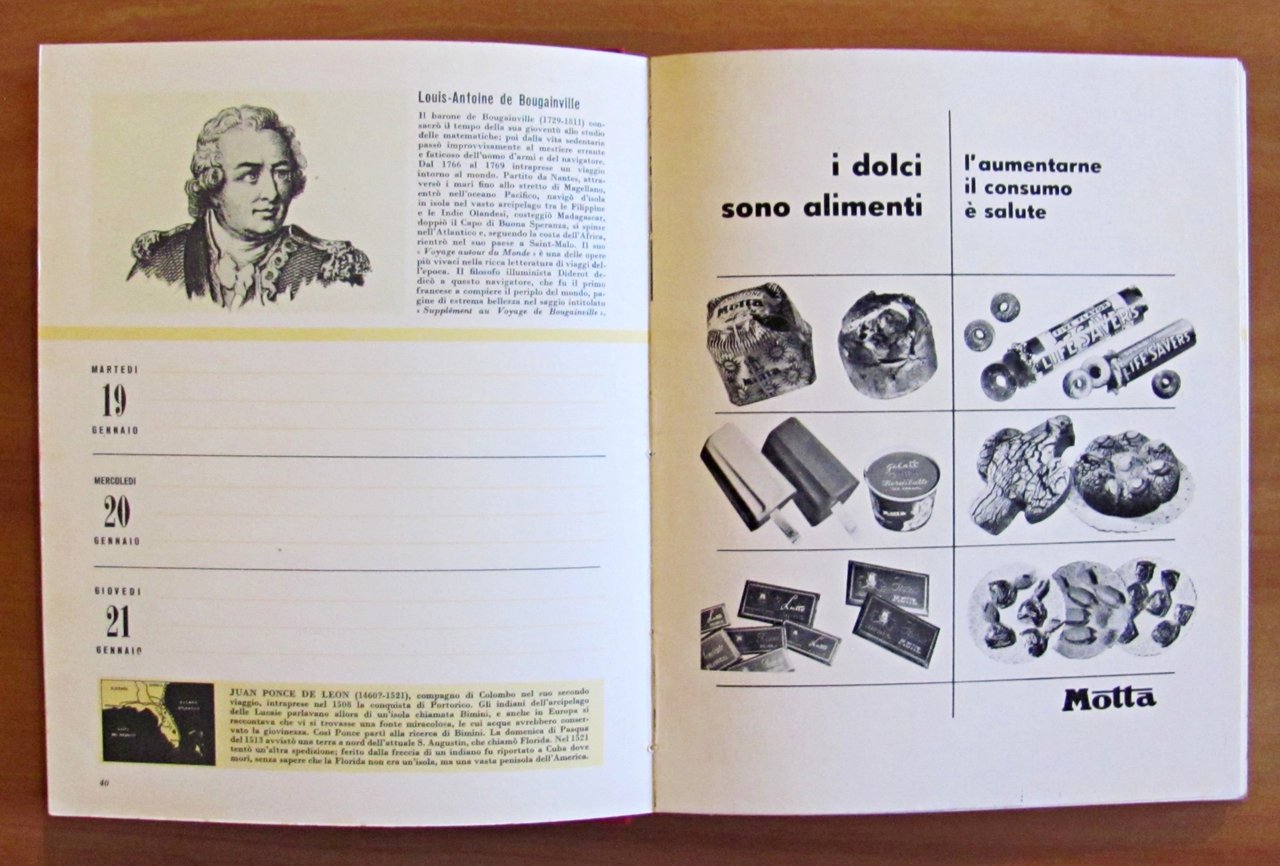 Louis-Antoine de Bougainville
Il barone de Bougainville (1729-1811) con-
sacrò il tempo della sua gioventù allo studio
delle matematiche; poi dalla vita sedentaria
passò improvvisamente al mestiere errante
e faticoso dell'uomo d'armi e del navigatore.
Dal 1766 al 1769 intraprese un viaggio
intorno al mondo. Partito da Nantes, attra-
versò i mari fino allo stretto di Magellano,
entrò nell'oceano Pacifico, navigò d'isola
in isola nel vasto arcipelago tra le Filippine
e le Indie Olandesi, costeggiò Madagascar,
doppiò il Capo di Buona Speranza, si spinse
nell'Atlantico e, seguendo la costa dell'Africa,
rientrò nel suo paese a Saint-Malo. Il suo
« Voyage autour du Monde » è una delle opere
più vivaci nella ricca letteratura di viaggi del-
l'epoca. Il filosofo illuminista Diderot de-
dicò a questo navigatore, che fu il primo
francese a compiere il periplo del mondo, pa-
gine di estrema bellezza nel saggio intitolato
« Supplément au Voyage de Bougainville ».
MARTEDI
19
GENNAIO
MERCOLEDI
20
GENNAIO
GIOVEDI
21
GENNAIO
JUAN PONCE DE LEON (1460?-1521), compagno di Colombo nel suo secondo
viaggio, intraprese nel 1508 la conquista di Portorico. Gli indiani dell'arcipelago
delle Lucaie parlavano allora di un'isola chiamata Bimini, e anche in Europa si
raccontava che vi si trovasse una fonte miracolosa, le cui acque avrebbero conser-
vato la giovinezza. Così Ponce partì alla ricerca di Bimini. La domenica di Pasqua
del 1513 avvistò una terra a nord dell'attuale S. Augustin, che chiamò Florida. Nel 1521
tentò un'altra spedizione; ferito dalla freccia di un indiano fu riportato a Cuba dove
morì, senza sapere che la Florida non era un'isola, ma una vasta penisola dell'America.
40
i dolci
sono alimenti
l'aumentarne
il consumo
è salute
Motta
MOTTA
LIFE SAVERS
LIFE SAVERS
Gelato
Motta